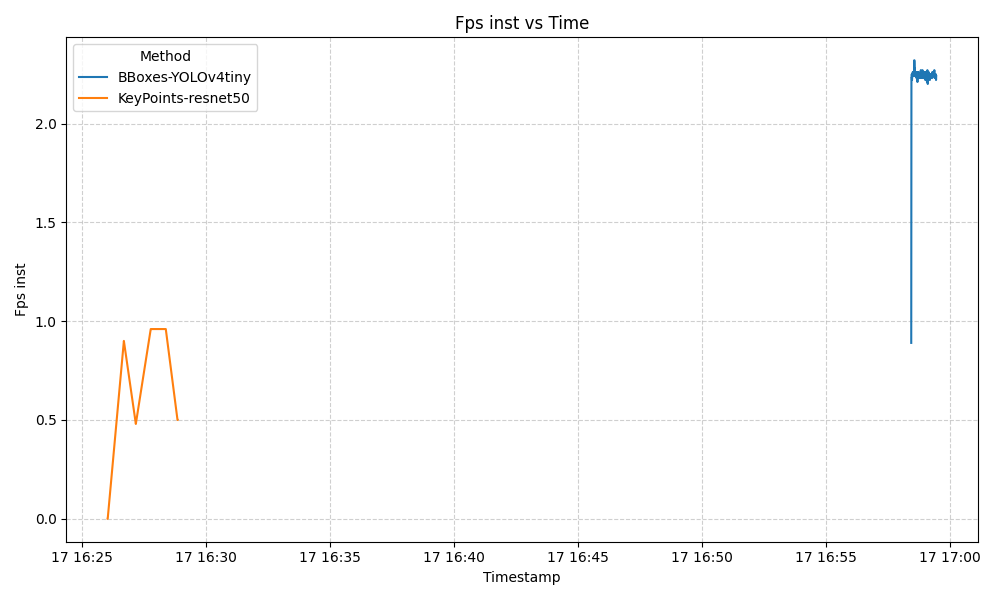 Fps inst vs Time
Method
BBoxes-YOLOv4tiny
KeyPoints-resnet50
Fps inst
2.0
1.5
1.0
0.5
0.0
17 16:25 17 16:30 17 16:35 17 16:40 17 16:45 17 16:50 17 16:55 17 17:00
Timestamp